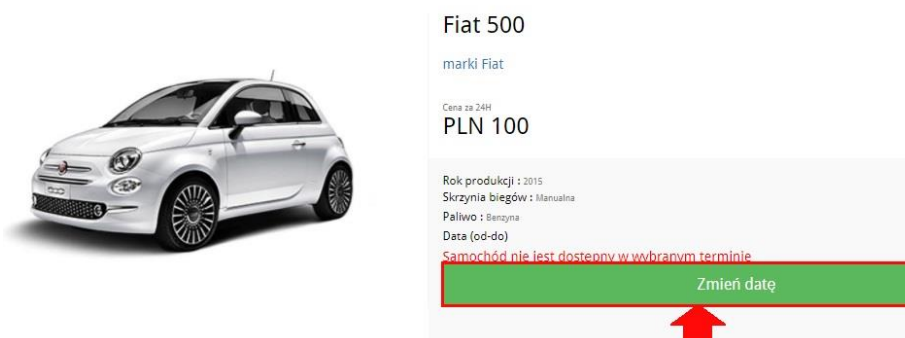 Fiat 500
marki Fiat
Cena za 24H
PLN 100
Rok produkcji : 2015
Skrzynia biegów : Manualna
Paliwo : Benzyna
Data (od-do)
Samochód nie jest dostępny w wybranym terminie
Zmień datę